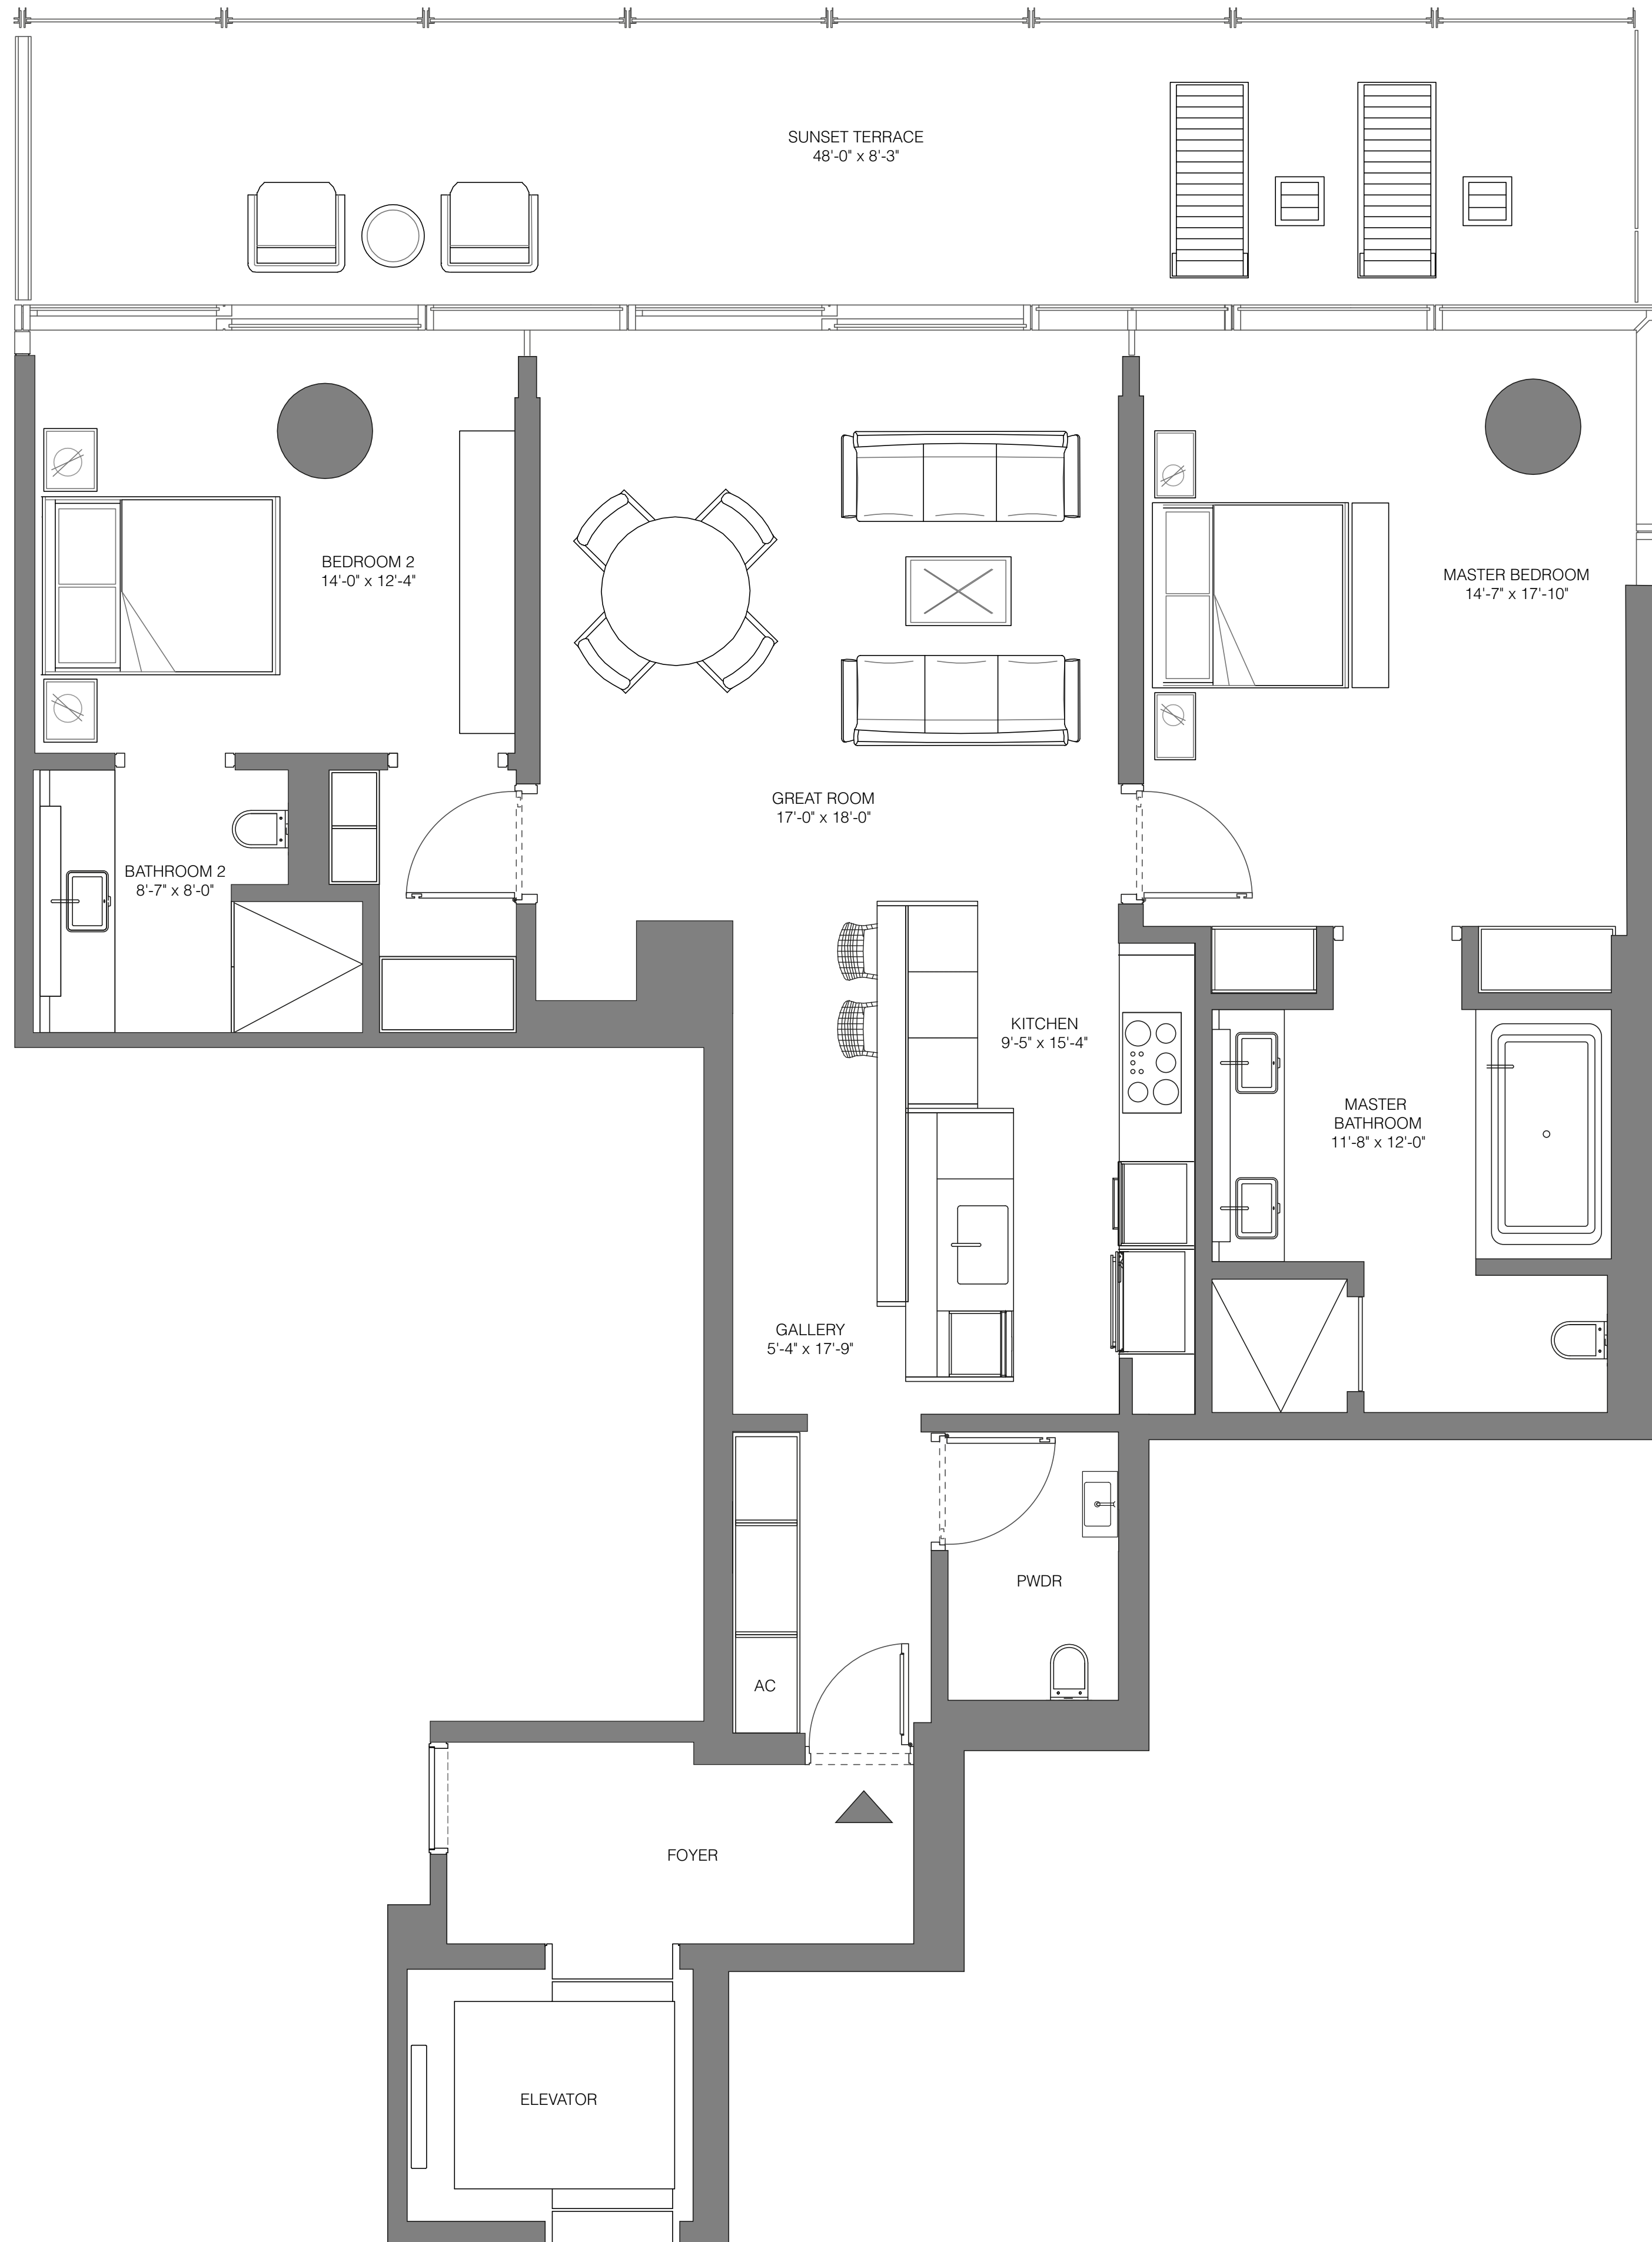 SUNSET TERRACE
48'-0" x 8'-3"
BEDROOM 2
14'-0" x 12'-4"
MASTER BEDROOM
14'-7" x 17'-10"
GREAT ROOM
17'-0" x 18'-0"
BATHROOM 2
8'-7" x 8'-0"
KITCHEN
9'-5" x 15'-4"
MASTER
BATHROOM
11'-8" x 12'-0"
GALLERY
5'-4" x 17'-9"
PWDR
AC
FOYER
ELEVATOR